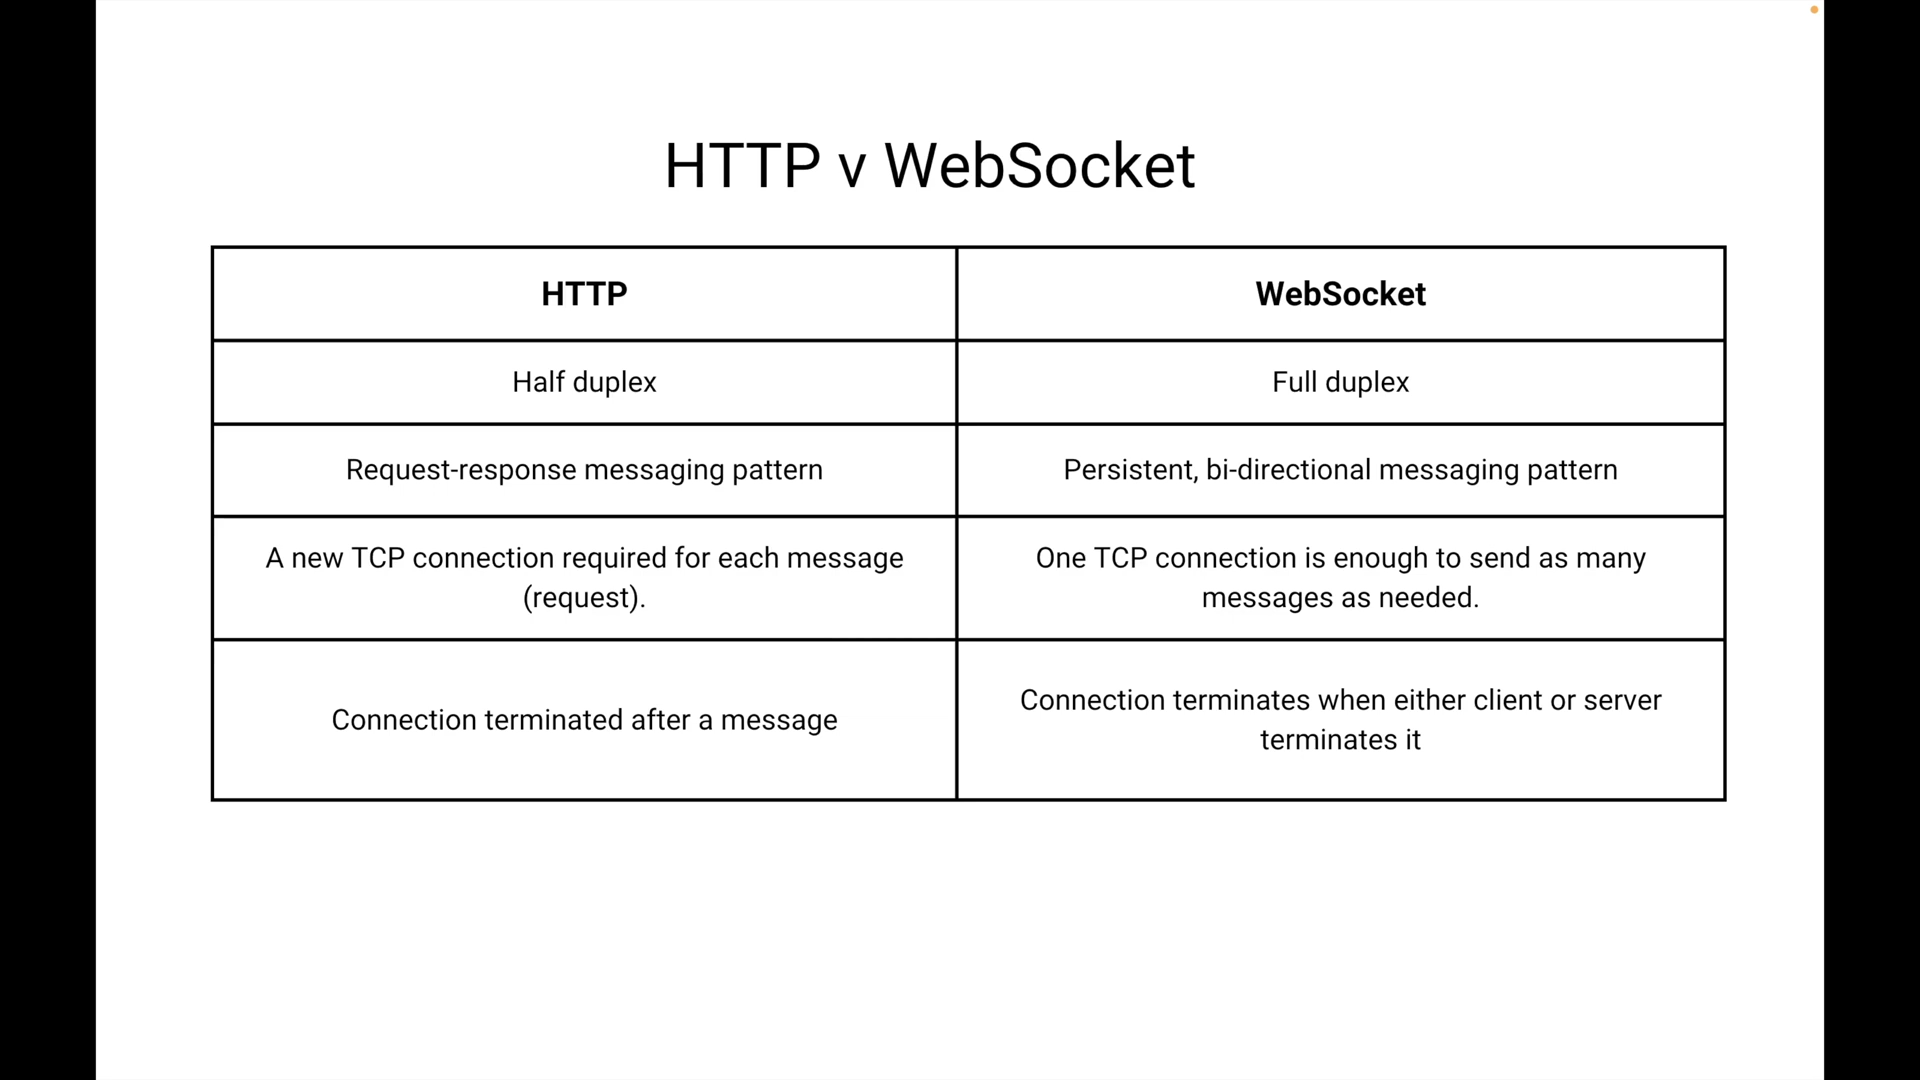 HTTP v WebSocket
HTTP
WebSocket
Half duplex
Full duplex
Request-response messaging pattern
Persistent, bi-directional messaging pattern
A new TCP connection required for each message
(request).
One TCP connection is enough to send as many
messages as needed.
Connection terminated after a message
Connection terminates when either client or server
terminates it